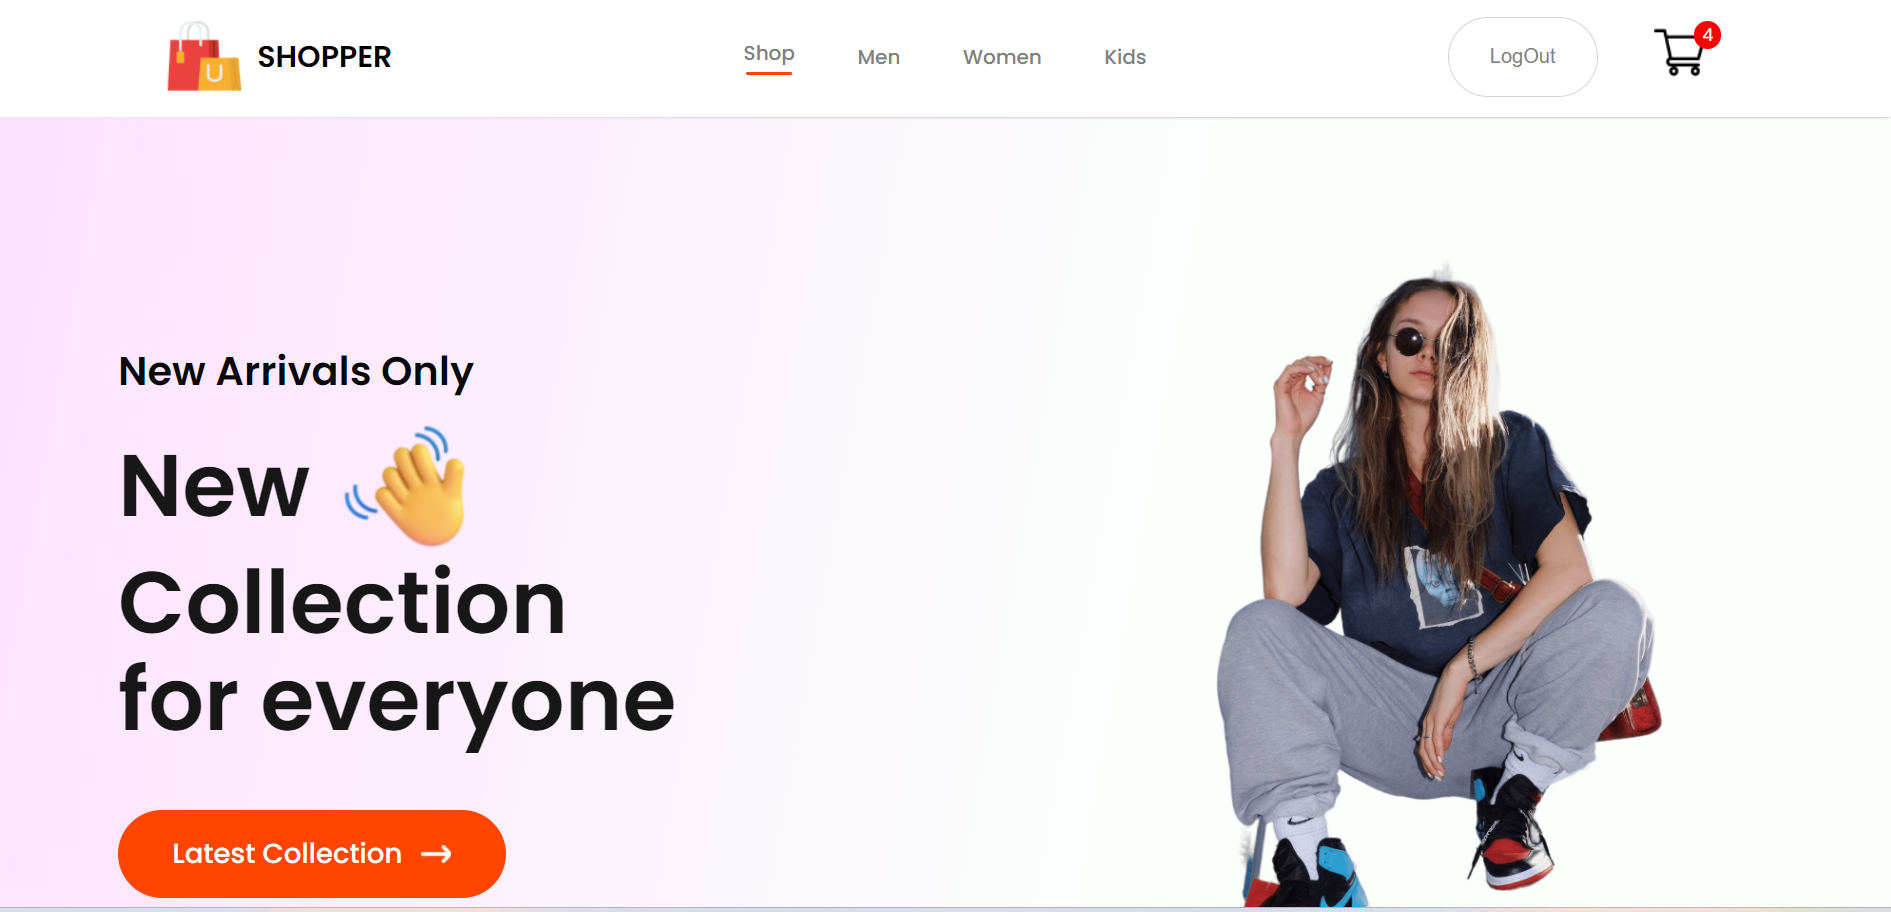 SHOPPER
Shop
Men
Women
Kids
LogOut
4
New Arrivals Only
New
Collection
for everyone
Latest Collection